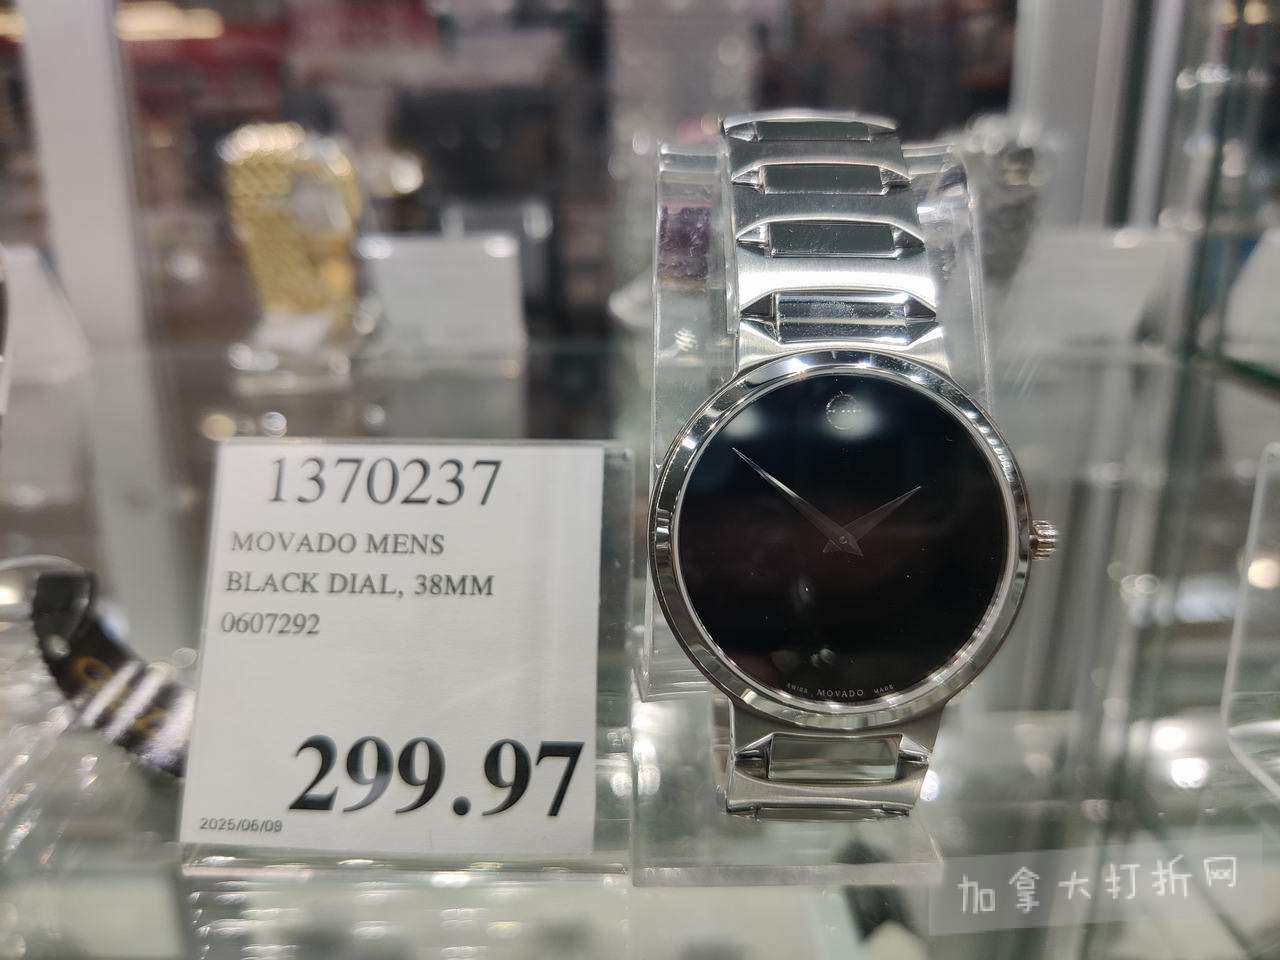 1370237
MOVADO MENS
BLACK DIAL, 38MM
0607292
299.97
2025/06/09
SWISS MOVADO MADE
加拿大打折网